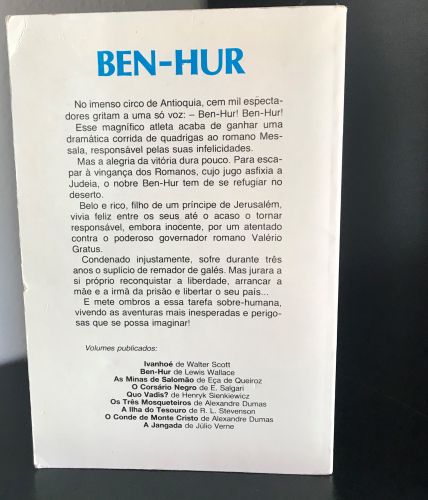 BEN-HUR
No imenso circo de Antioquia, cem mil especta-
dores gritam a uma só voz: – Ben-Hur! Ben-Hur!
Esse magnífico atleta acaba de ganhar uma
dramática corrida de quadrigas ao romano Mes-
sala, responsável pelas suas infelicidades.
Mas a alegria da vitória dura pouco. Para esca-
par à vingança dos Romanos, cujo jugo asfixia a
Judeia, o nobre Ben-Hur tem de se refugiar no
deserto.
Belo e rico, filho de um príncipe de Jerusalém,
vivia feliz entre os seus até o acaso o tornar
responsável, embora inocente, por um atentado
contra o poderoso governador romano Valério
Gratus.
Condenado injustamente, sofre durante três
anos o suplício de remador de galés. Mas jurara a
si próprio reconquistar a liberdade, arrancar a
mãe e a irmã da prisão e libertar o seu país...
E mete ombros a essa tarefa sobre-humana,
vivendo as aventuras mais inesperadas e perigo-
sas que se possa imaginar!
Volumes publicados:
Ivanhoé de Walter Scott
Ben-Hur de Lewis Wallace
As Minas de Salomão de Eça de Queiroz
O Corsário Negro de E. Salgari
Quo Vadis? de Henryk Sienkiewicz
Os Três Mosqueteiros de Alexandre Dumas
A Ilha do Tesouro de R. L. Stevenson
O Conde de Monte Cristo de Alexandre Dumas
A Jangada de Júlio Verne